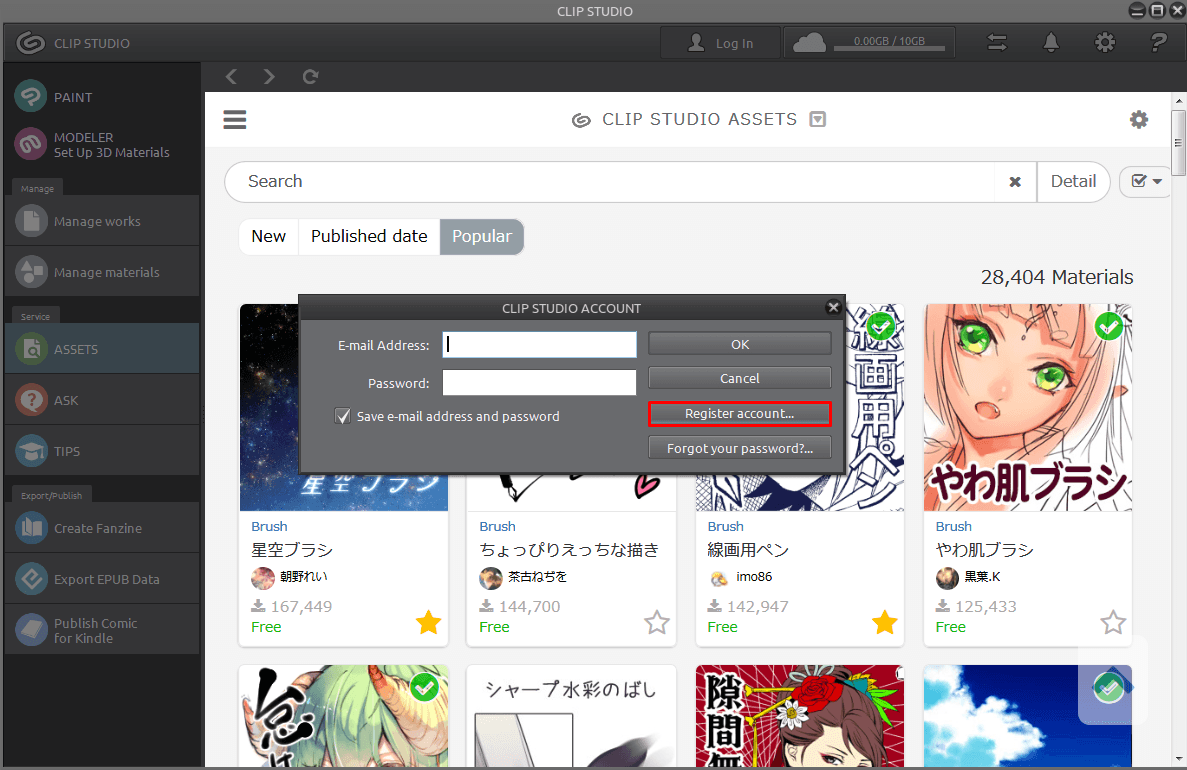 CLIP STUDIO
CLIP STUDIO
Log In
0.00GB / 10GB
PAINT
MODELER
Set Up 3D Materials
Manage
Manage works
Manage materials
Service
ASSETS
ASK
TIPS
Export/Publish
Create Fanzine
Export EPUB Data
Publish Comic
for Kindle
CLIP STUDIO ASSETS
Search
Detail
New
Published date
Popular
28,404 Materials
CLIP STUDIO ACCOUNT
E-mail Address:
OK
Password:
Cancel
Save e-mail address and password
Register account...
Forgot your password?...
星空ブラシ
線画用ペン
やわ肌ブラシ
Brush
星空ブラシ
朝野れい
167,449
Free
Brush
ちょっぴりえっちな描き
茶古ねぢを
144,700
Free
Brush
線画用ペン
imo86
142,947
Free
Brush
やわ肌ブラシ
黒葉.K
125,433
Free
シャープ水彩のばし
隙間無